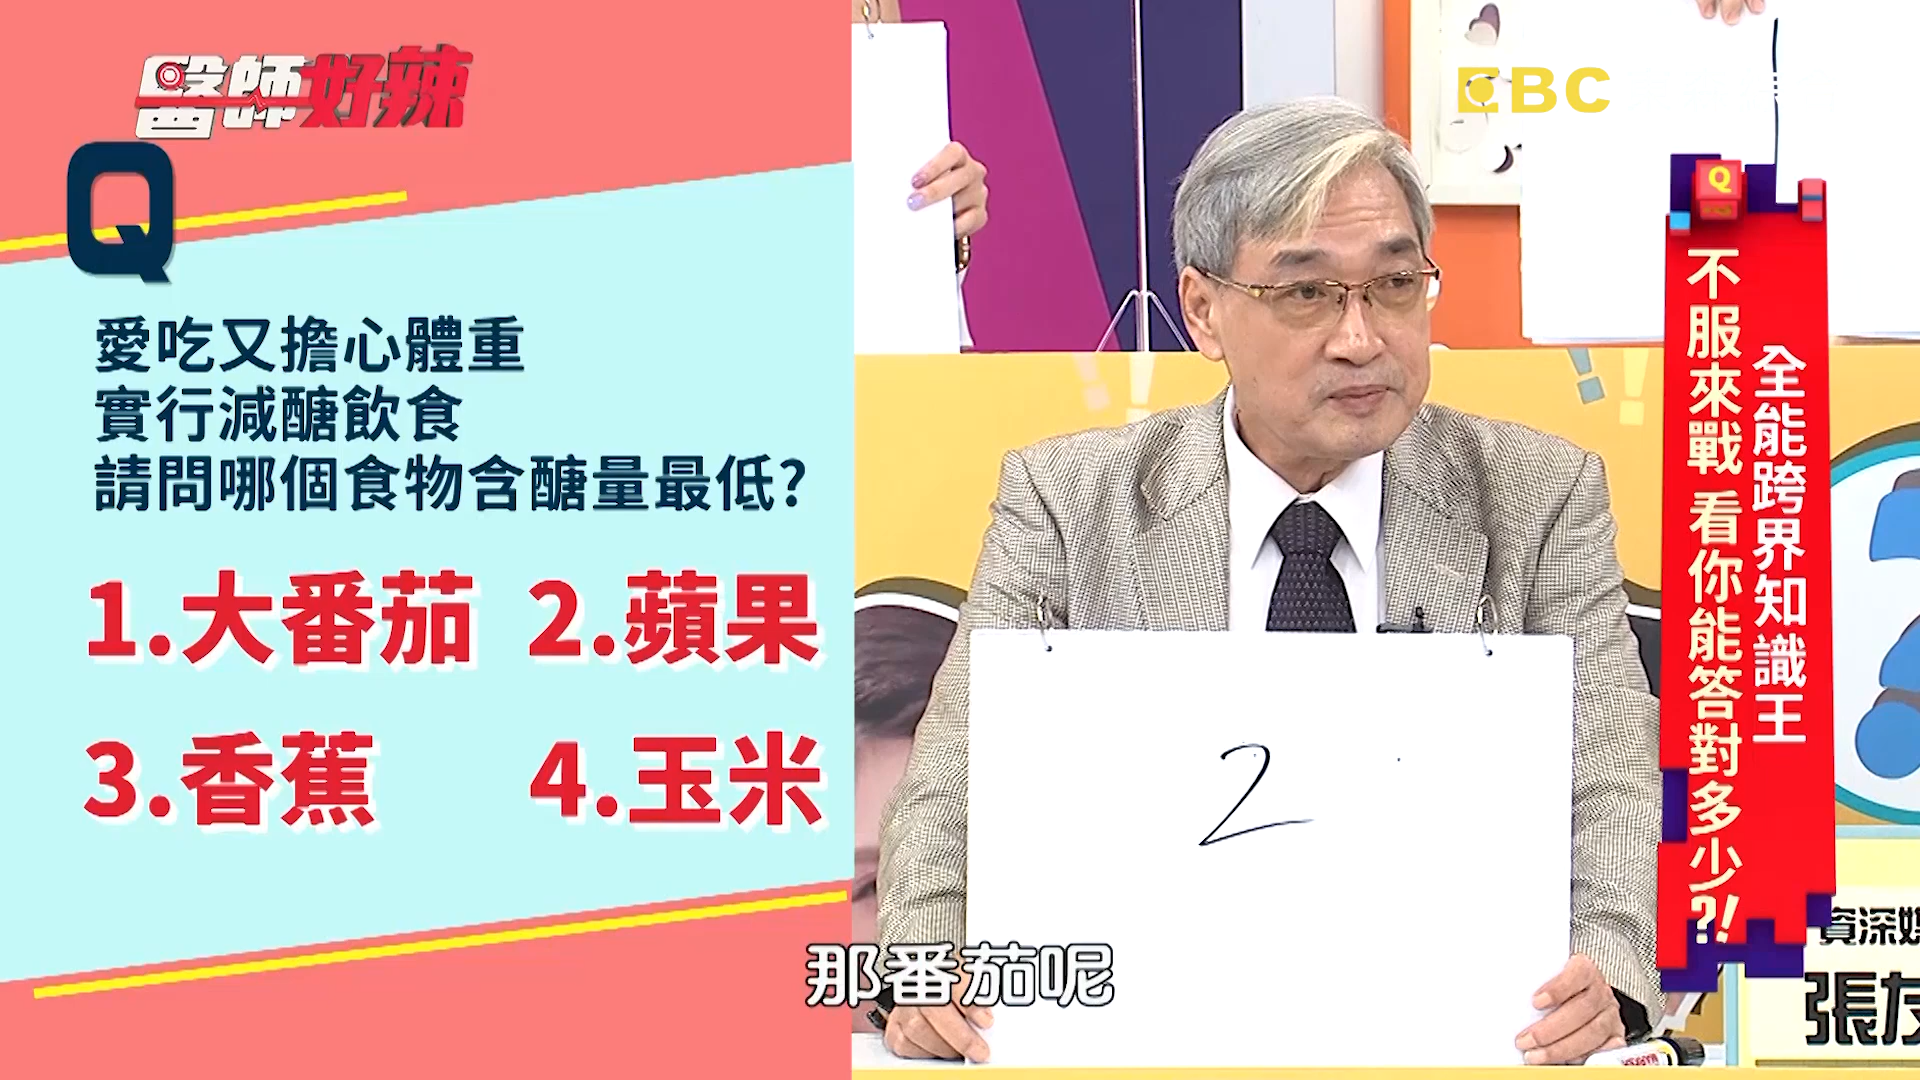 醫師好辣
EBC
Q
愛吃又擔心體重
實行減醣飲食
請問哪個食物含醣量最低?
1.大番茄 2.蘋果
3.香蕉 4.玉米
2
Q
全能跨界知識王
不服來戰 看你能答對多少?!
那番茄呢
資深
張友